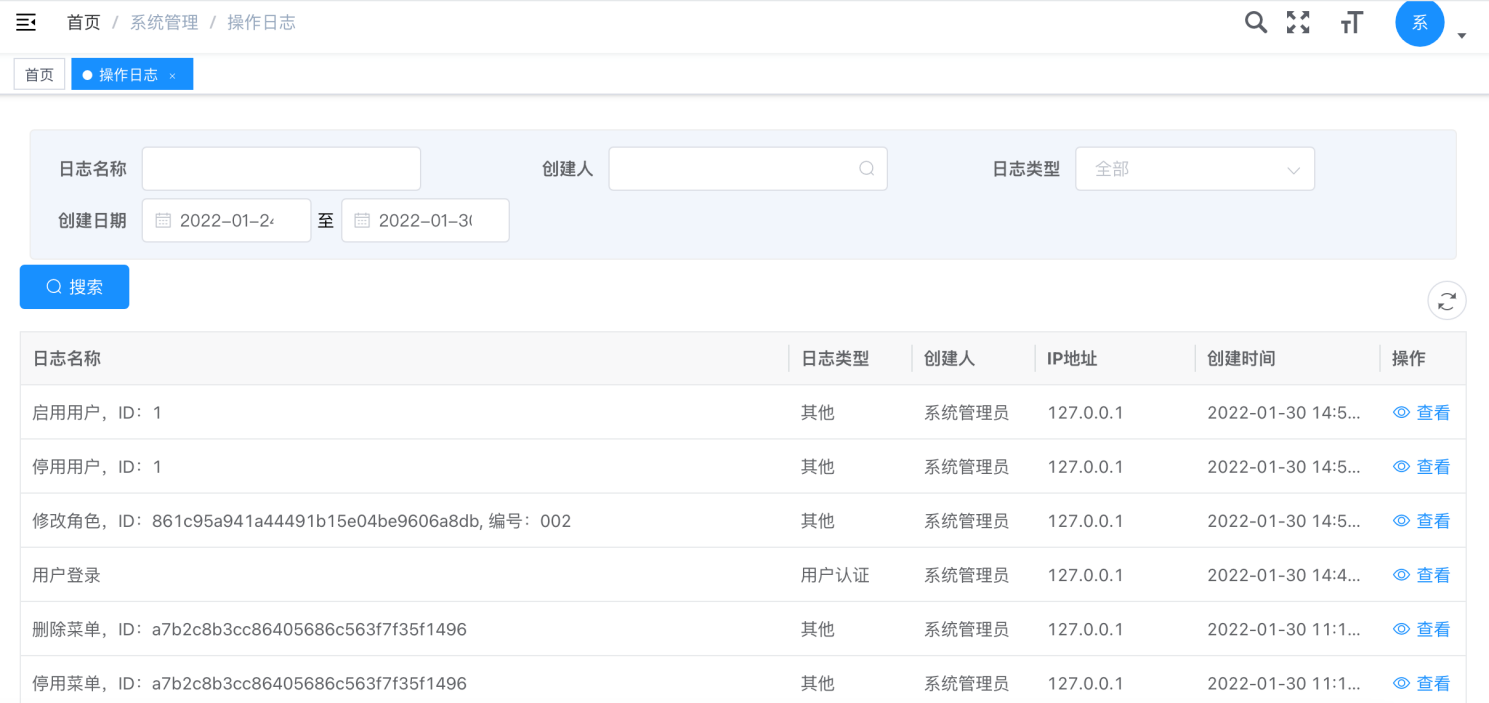 首页 / 系统管理 / 操作日志 系
首页 操作日志 ×
日志名称 创建人 日志类型 全部
创建日期 2022-01-24 至 2022-01-30
搜索
日志名称 日志类型 创建人 IP地址 创建时间 操作
启用用户，ID：1 其他 系统管理员 127.0.0.1 2022-01-30 14:5... 查看
停用用户，ID：1 其他 系统管理员 127.0.0.1 2022-01-30 14:5... 查看
修改角色，ID：861c95a941a44491b15e04be9606a8db, 编号：002 其他 系统管理员 127.0.0.1 2022-01-30 14:5... 查看
用户登录 用户认证 系统管理员 127.0.0.1 2022-01-30 14:4... 查看
删除菜单，ID：a7b2c8b3cc86405686c563f7f35f1496 其他 系统管理员 127.0.0.1 2022-01-30 11:1... 查看
停用菜单，ID：a7b2c8b3cc86405686c563f7f35f1496 其他 系统管理员 127.0.0.1 2022-01-30 11:1... 查看